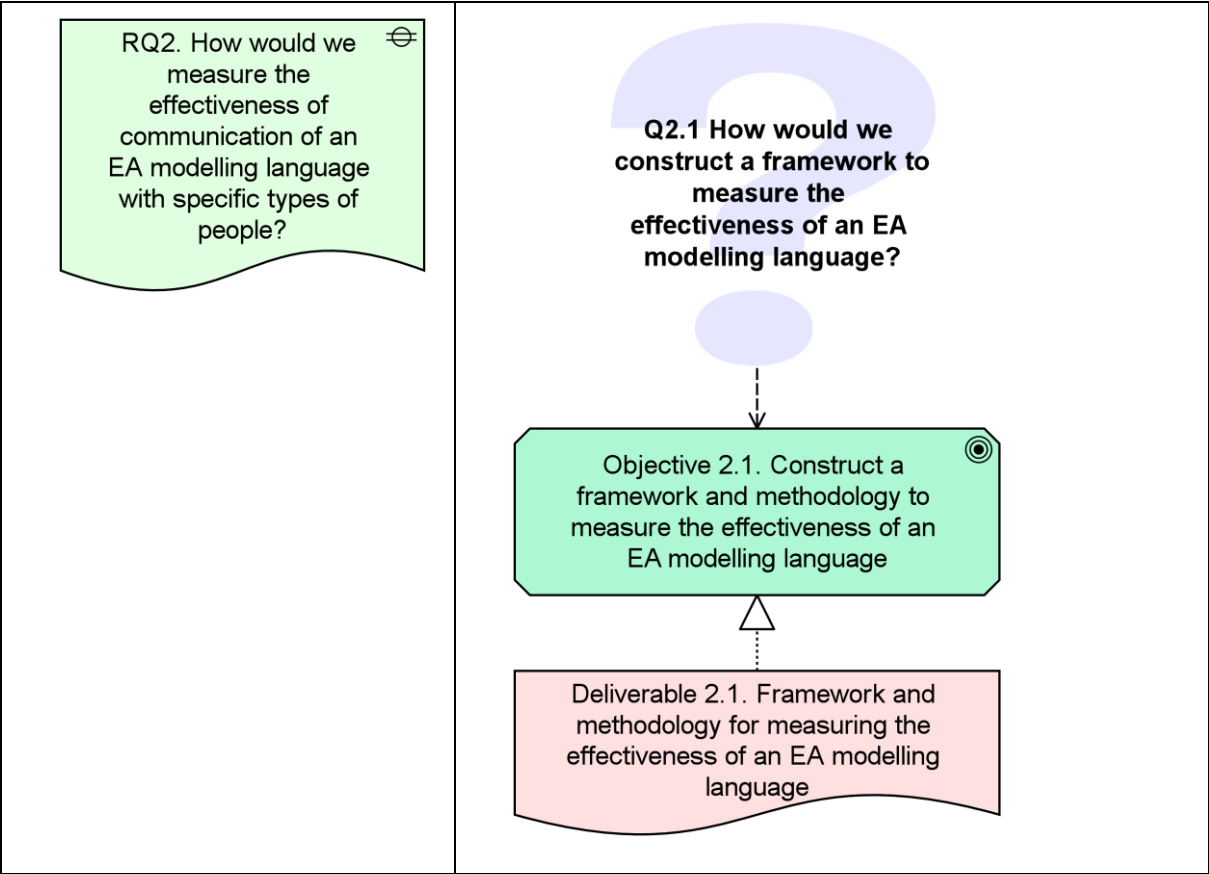 RQ2. How would we
measure the
effectiveness of
communication of an
EA modelling language
with specific types of
people?
Q2.1 How would we
construct a framework to
measure the
effectiveness of an EA
modelling language?
Objective 2.1. Construct a
framework and methodology to
measure the effectiveness of an
EA modelling language
Deliverable 2.1. Framework and
methodology for measuring the
effectiveness of an EA modelling
language